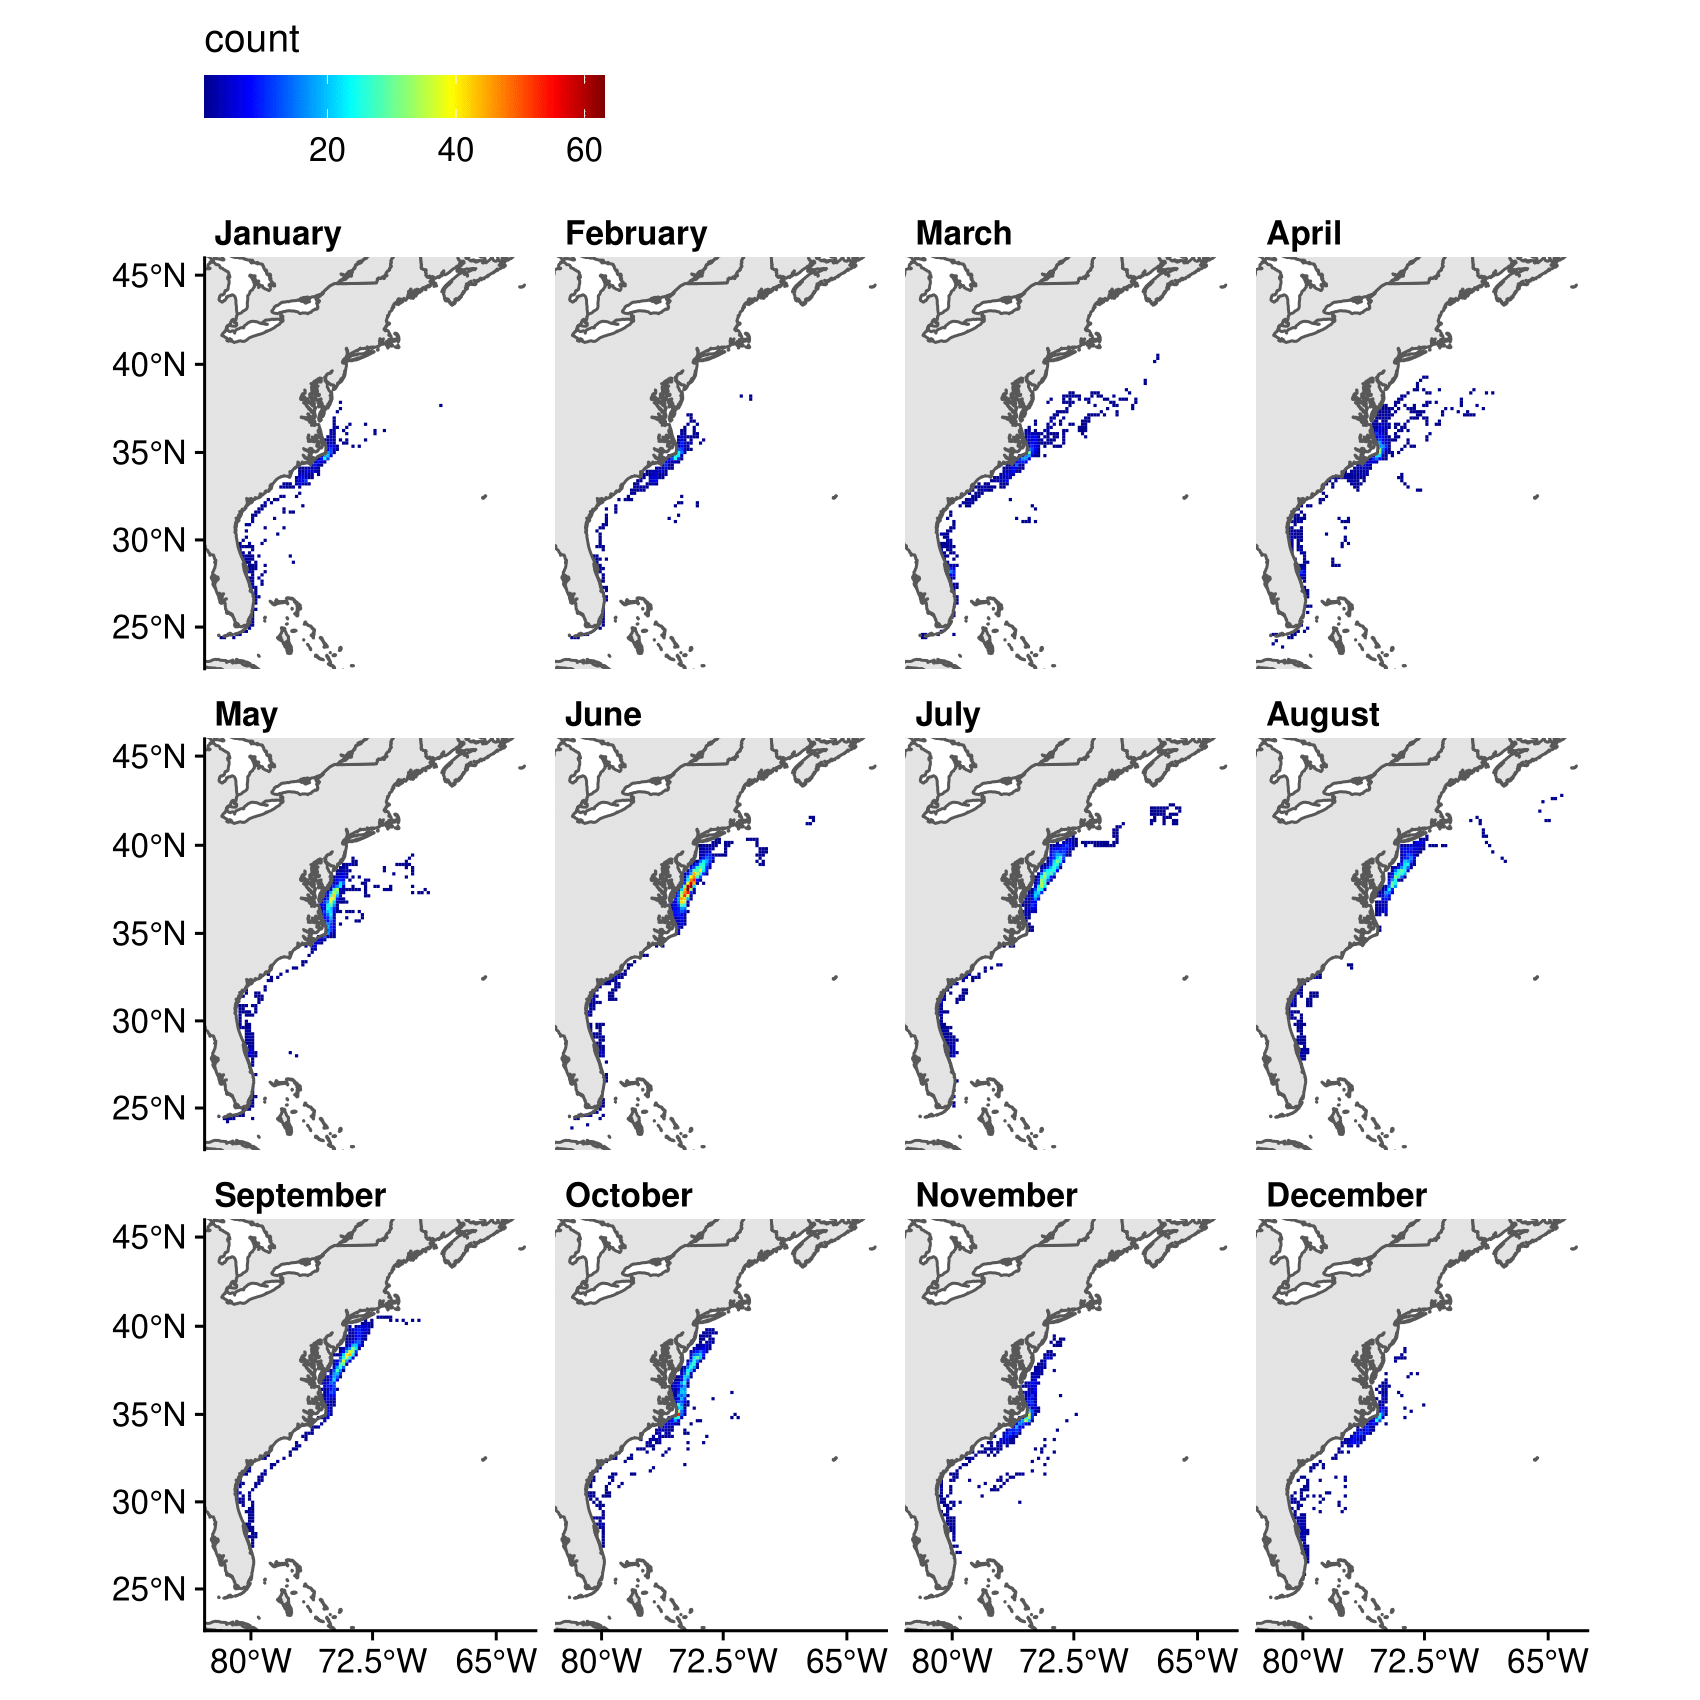 count
20 40 60
January February March April
45°N
40°N
35°N
30°N
25°N
May June July August
45°N
40°N
35°N
30°N
25°N
September October November December
45°N
40°N
35°N
30°N
25°N
80°W 72.5°W 65°W 80°W 72.5°W 65°W 80°W 72.5°W 65°W 80°W 72.5°W 65°W